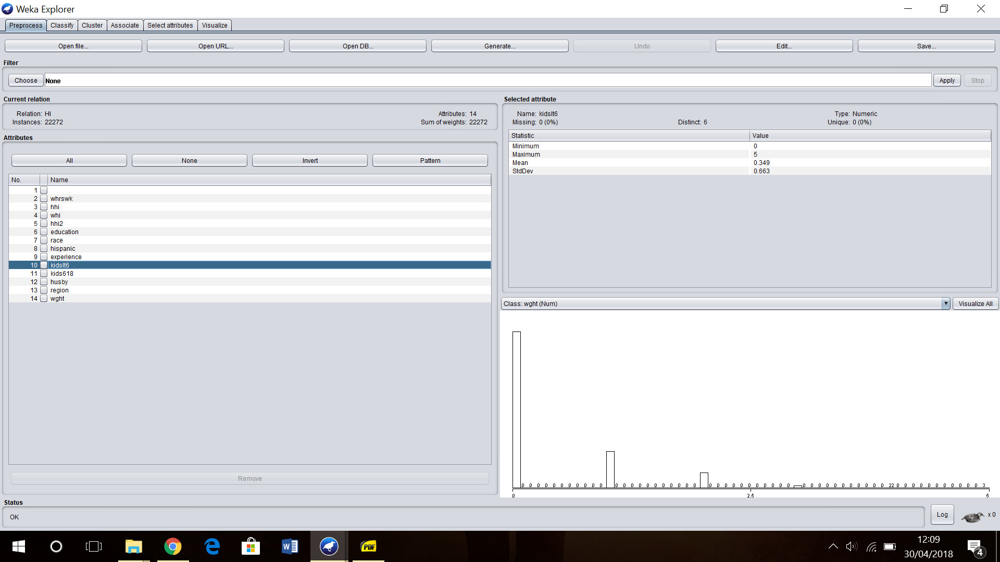 Weka Explorer
Preprocess Classify Cluster Associate Select attributes Visualize
Open file... Open URL... Open DB... Generate... Undo Edit... Save...
Filter
Choose None Apply Stop
Current relation
Relation: HI Attributes: 14
Instances: 22272 Sum of weights: 22272
Attributes
All None Invert Pattern
No. Name
1
2 whrswk
3 hhi
4 whi
5 hhi2
6 education
7 race
8 hispanic
9 experience
10 kidslt6
11 kids618
12 husby
13 region
14 wght
Remove
Selected attribute
Name: kidslt6 Type: Numeric
Missing: 0 (0%) Distinct: 6 Unique: 0 (0%)
Statistic Value
Minimum 0
Maximum 5
Mean 0.349
StdDev 0.663
Class: wght (Num) Visualize All
0 0 0 0 0 0 0 0 0 0 0 0 0 0 0 0 0 0 0 0 0 0 0 0 0 0 0 0 0 0 0 0 0 0 0 0 0 0 0 0 0 0 0 0 22 0 0 0 0 0 0 0 0 0 0 0 3
0 2.5 5
Status
OK
Log x 0
W PDF
12:09
30/04/2018
4